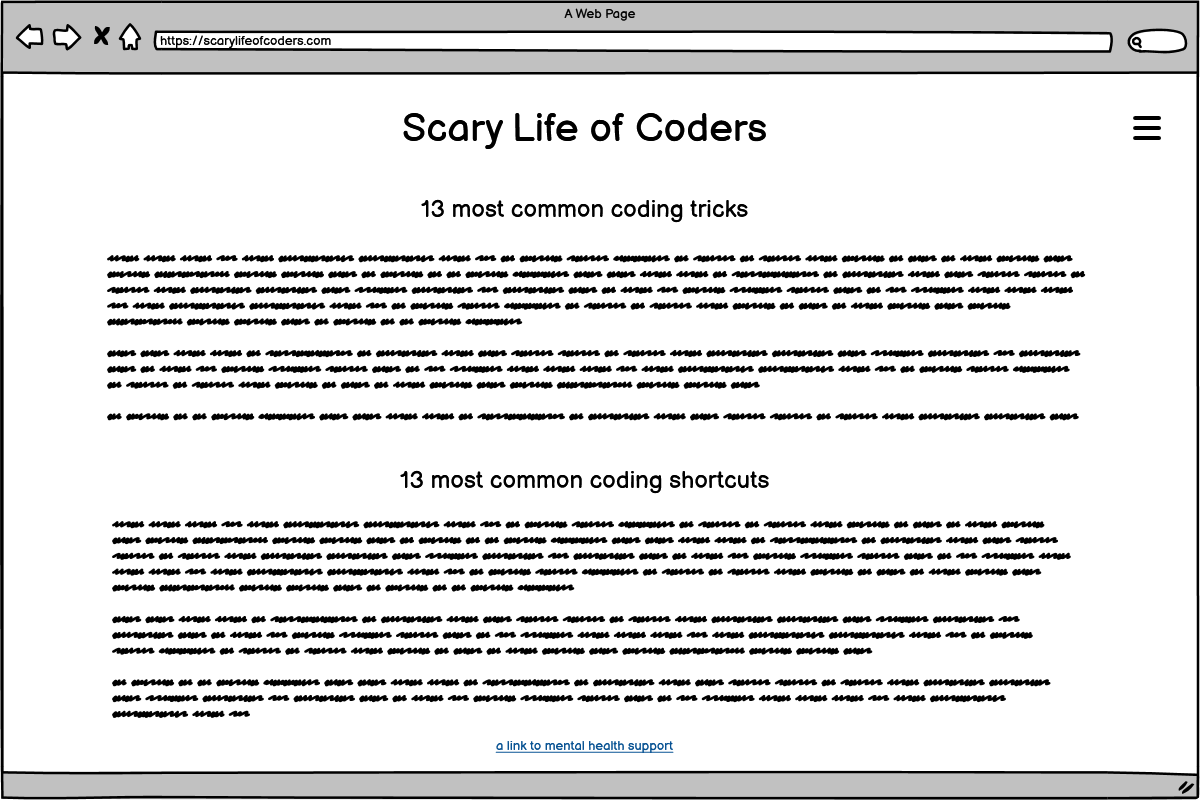 A Web Page
https://scarylifeofcoders.com
Scary Life of Coders
13 most common coding tricks
13 most common coding shortcuts
a link to mental health support